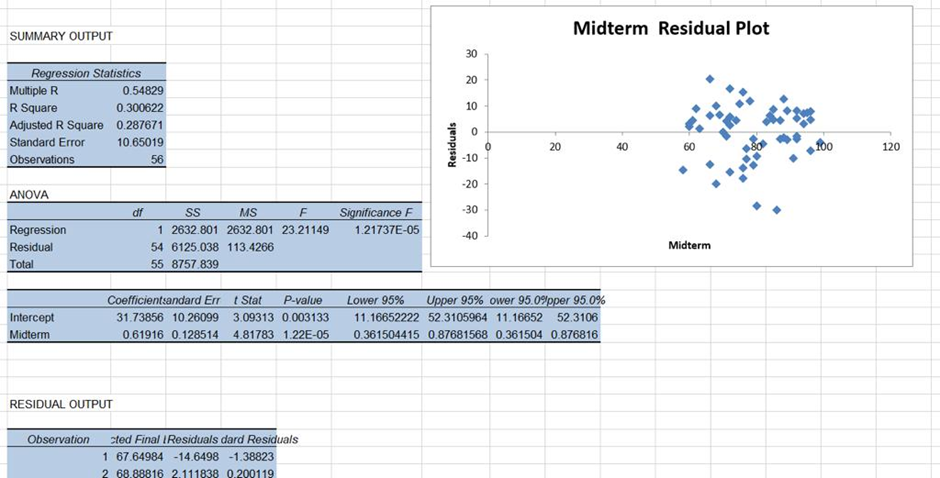 SUMMARY OUTPUT
Regression Statistics
Multiple R 0.54829
R Square 0.300622
Adjusted R Square 0.287671
Standard Error 10.65019
Observations 56
ANOVA
df SS MS F Significance F
Regression 1 2632.801 2632.801 23.21149 1.21737E-05
Residual 54 6125.038 113.4266
Total 55 8757.839
Coefficientsandard Err t Stat P-value Lower 95% Upper 95% ower 95.0%pper 95.0%
Intercept 31.73856 10.26099 3.09313 0.003133 11.16652222 52.3105964 11.16652 52.3106
Midterm 0.61916 0.128514 4.81783 1.22E-05 0.361504415 0.87681568 0.361504 0.876816
RESIDUAL OUTPUT
Observation cted Final Residuals dard Residuals
1 67.64984 -14.6498 -1.38823
2 68.88816 2.111838 0.200119
Midterm Residual Plot
30
20
10
0
-10
-20
-30
-40
Residuals
0 20 40 60 80 100 120
Midterm